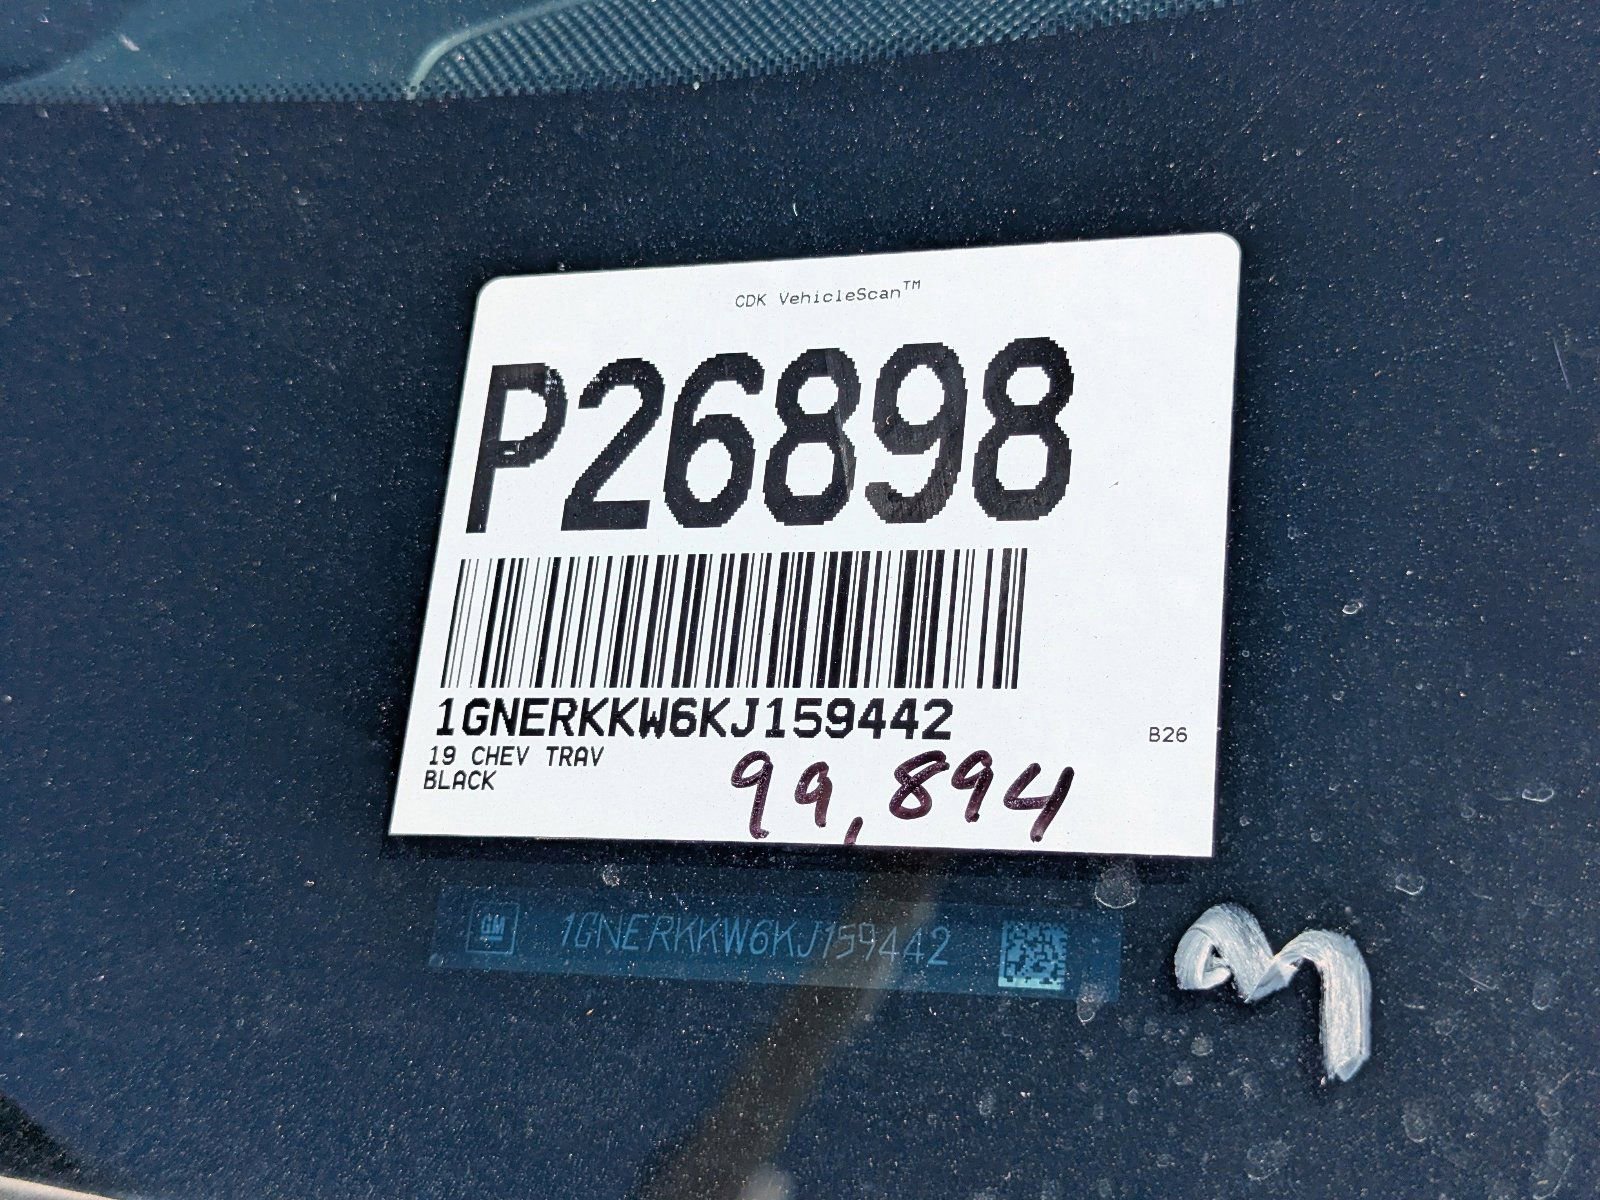 CDK VehicleScan™
P26898
1GNERKKW6KJ159442
19 CHEV TRAV
BLACK
B26
99,894
GM 1GNERKKW6KJ159442